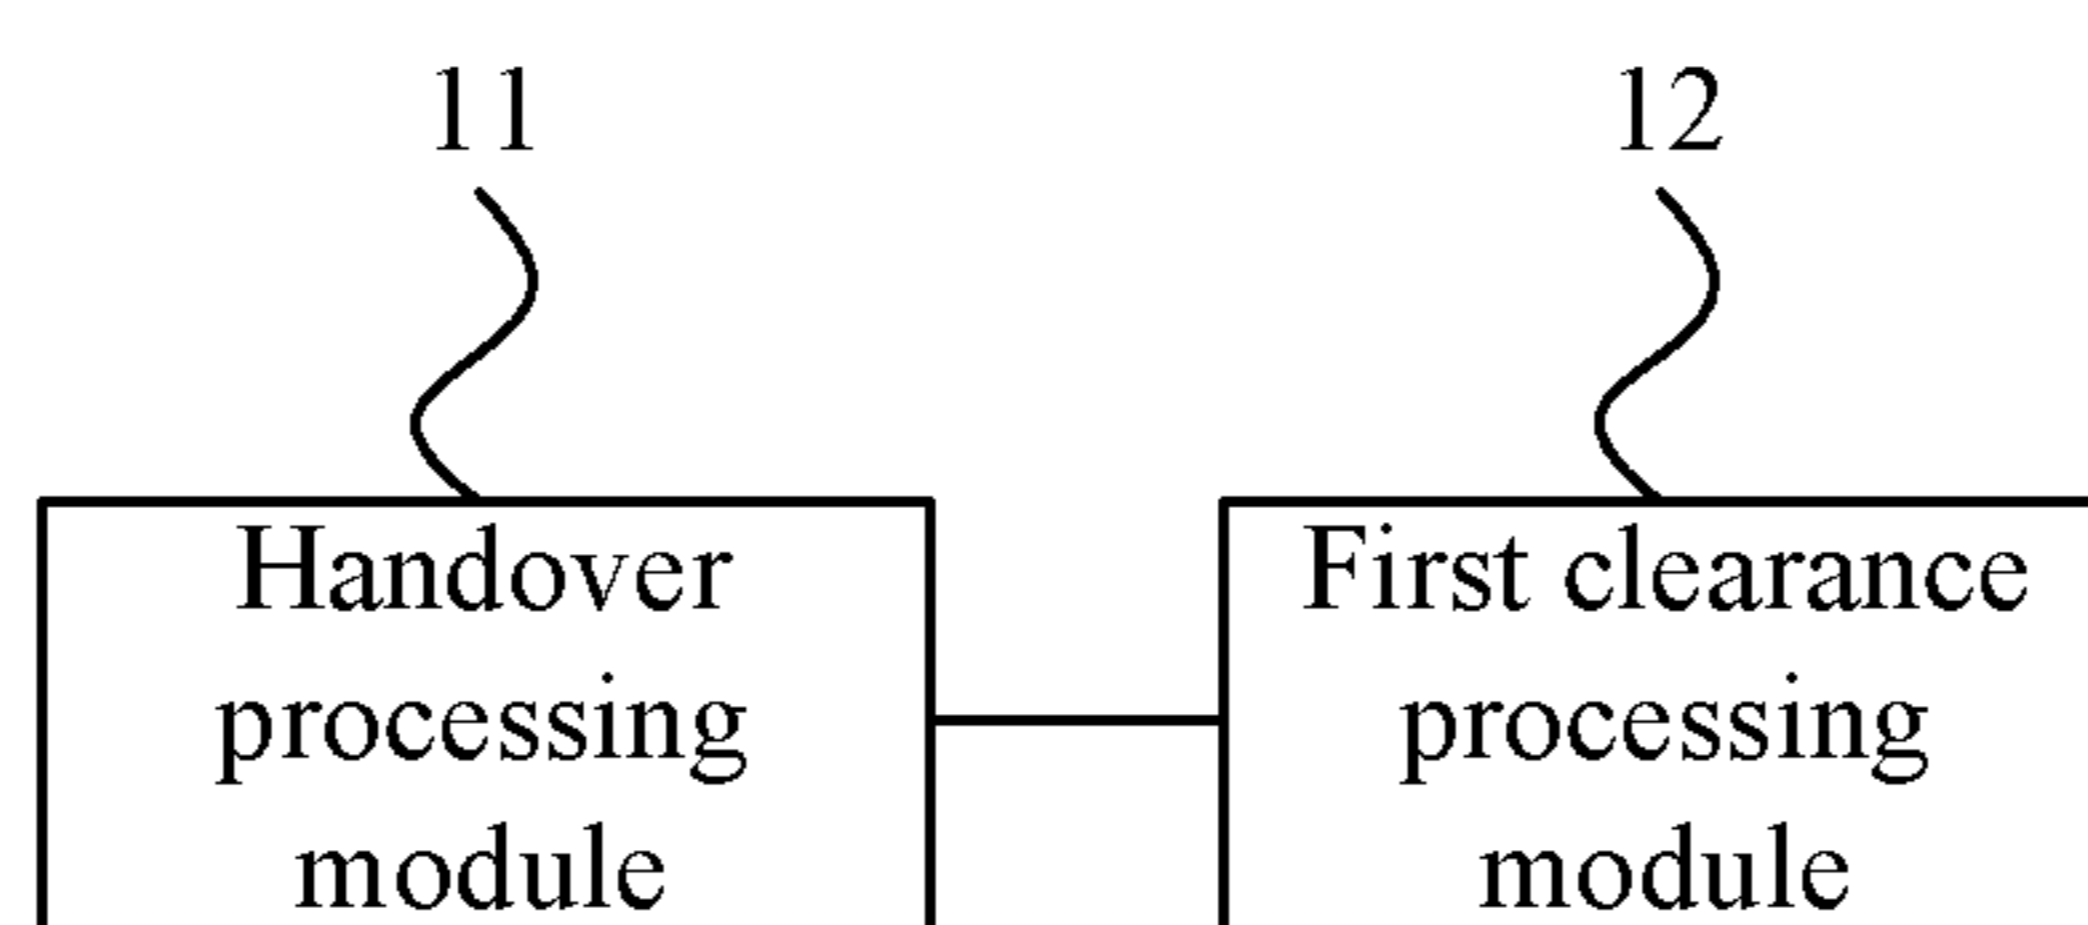 11
12
Handover
processing
module
First clearance
processing
module